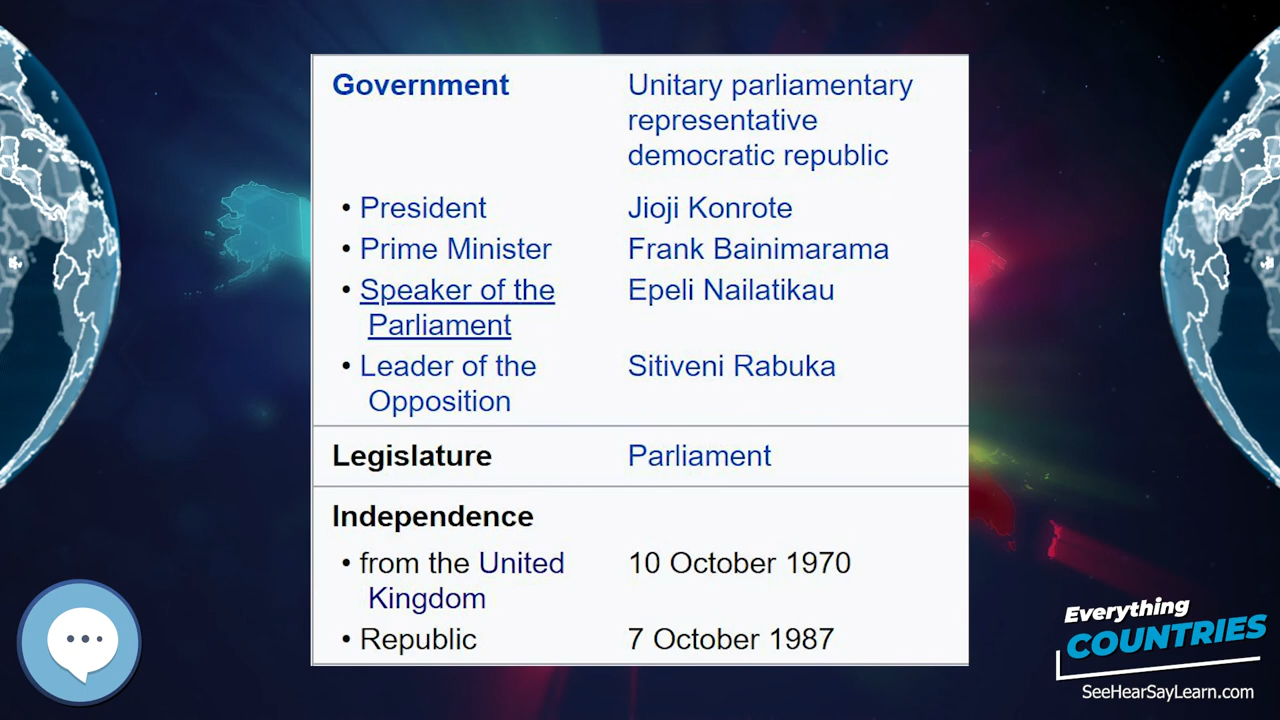 Government Unitary parliamentary
representative
democratic republic
• President Jioji Konrote
• Prime Minister Frank Bainimarama
• Speaker of the Epeli Nailatikau
Parliament
• Leader of the Sitiveni Rabuka
Opposition
Legislature Parliament
Independence
• from the United 10 October 1970
Kingdom
• Republic 7 October 1987
Everything
COUNTRIES
SeeHearSayLearn.com